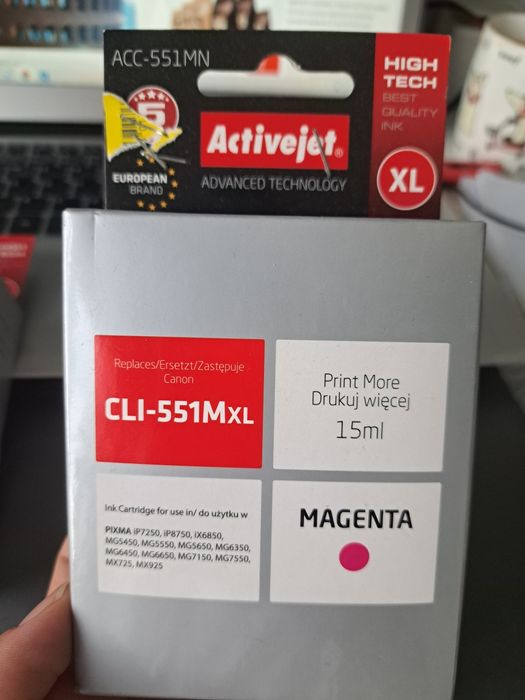 ACC-551MN
HIGH
TECH
BEST
QUALITY
INK
XL
5
EUROPEAN
BRAND
Activejet®
ADVANCED TECHNOLOGY
Replaces/Ersetzt/Zastępuje
Canon
CLI-551MXL
Print More
Drukuj więcej
15ml
Ink Cartridge for use in/ do użytku w
PIXMA iP7250, iP8750, iX6850,
MG5450, MG5550, MG5650, MG6350,
MG6450, MG6650, MG7150, MG7550,
MX725, MX925
MAGENTA